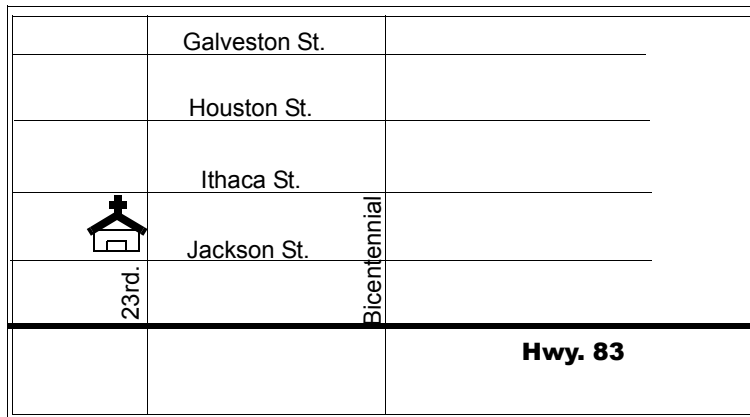 Galveston St.
Houston St.
Ithaca St.
Jackson St.
23rd.
Bicentennial
Hwy. 83